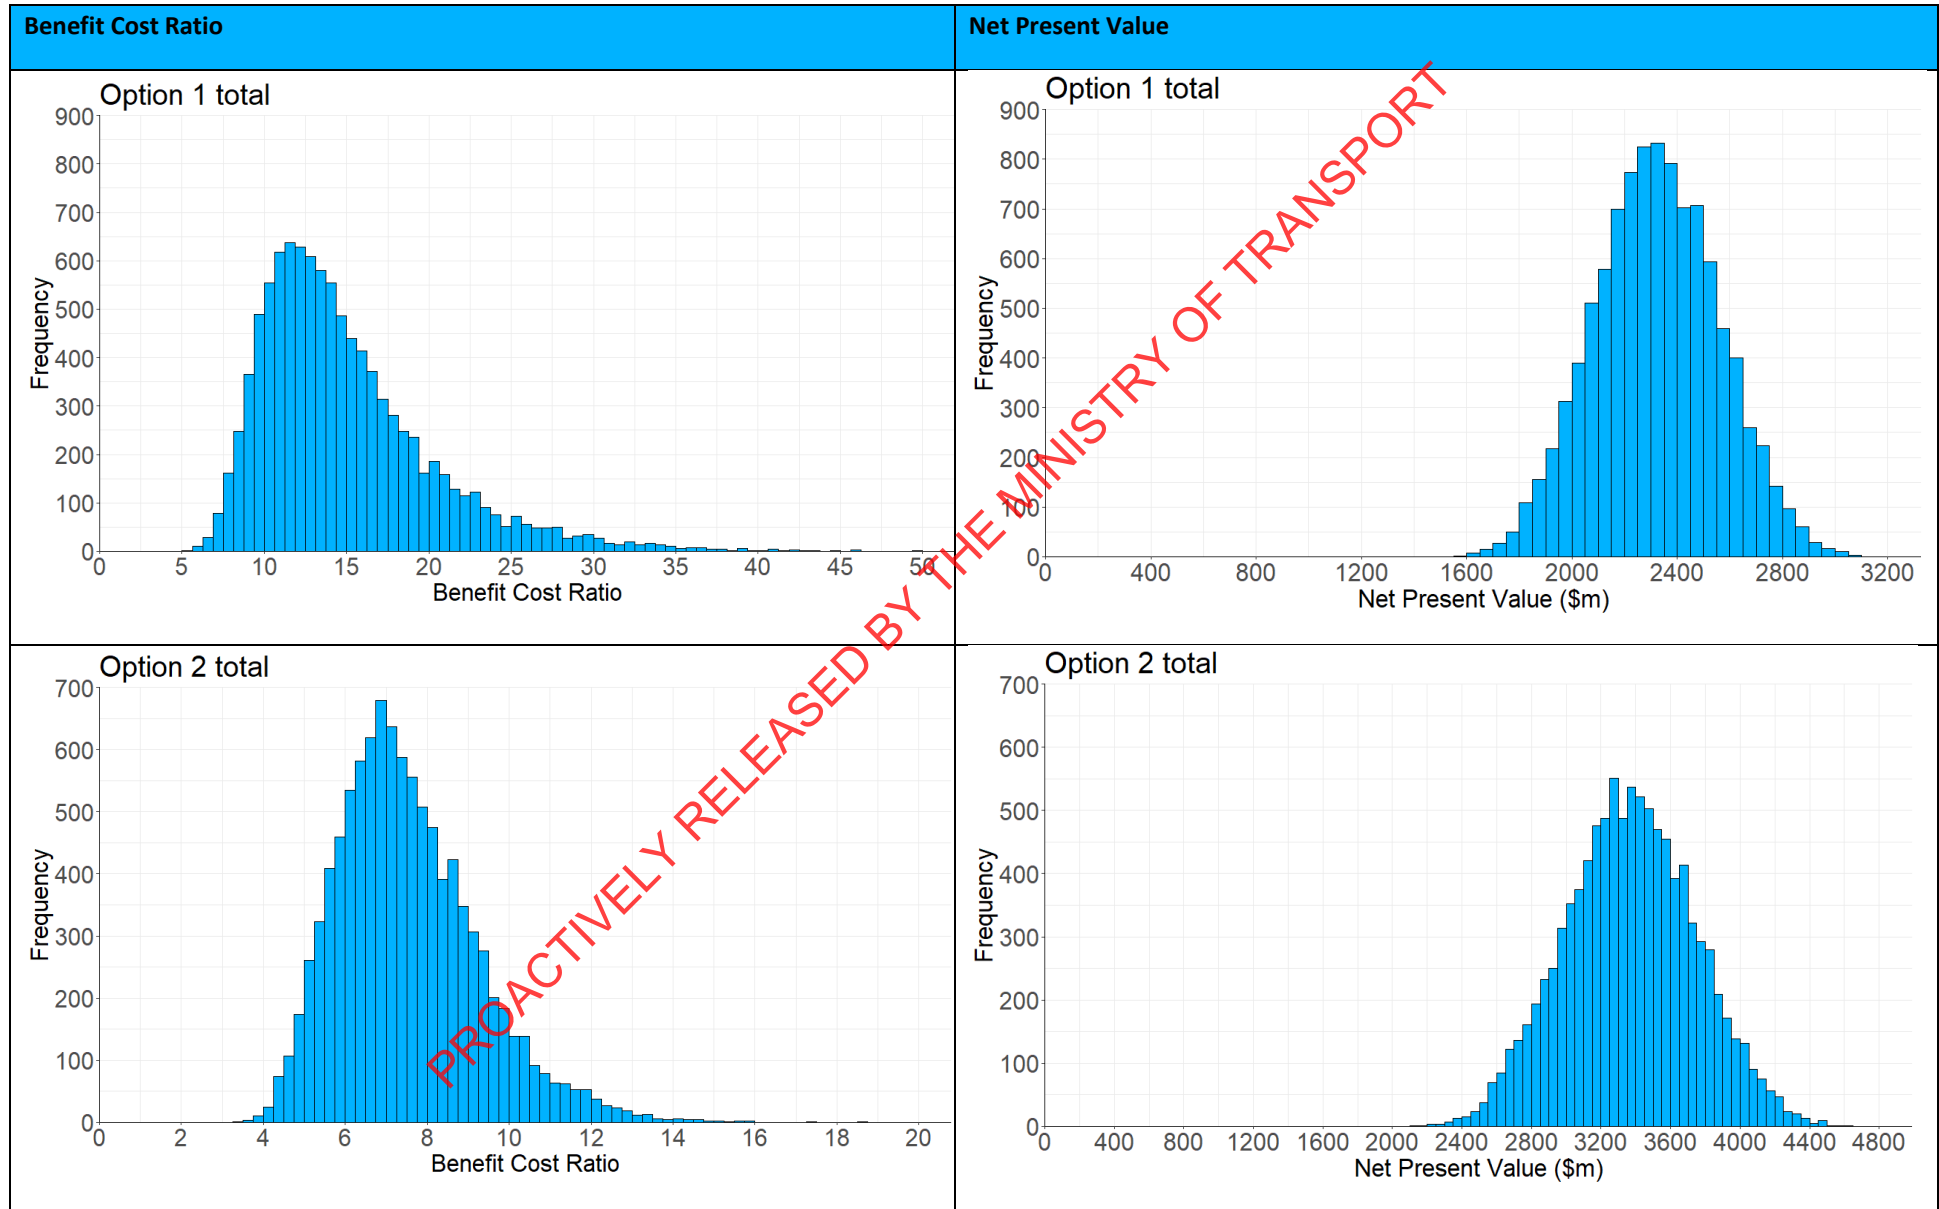 Benefit Cost Ratio
Net Present Value
Option 1 total
900
800
700
600
500
400
300
200
100
0
Frequency
0 5 10 15 20 25 30 35 40 45 50
Benefit Cost Ratio
Option 1 total
900
800
700
600
500
400
300
200
100
0
Frequency
0 400 800 1200 1600 2000 2400 2800 3200
Net Present Value ($m)
Option 2 total
700
600
500
400
300
200
100
0
Frequency
0 2 4 6 8 10 12 14 16 18 20
Benefit Cost Ratio
Option 2 total
700
600
500
400
300
200
100
0
Frequency
0 400 800 1200 1600 2000 2400 2800 3200 3600 4000 4400 4800
Net Present Value ($m)
PROACTIVELY RELEASED BY THE MINISTRY OF TRANSPORT